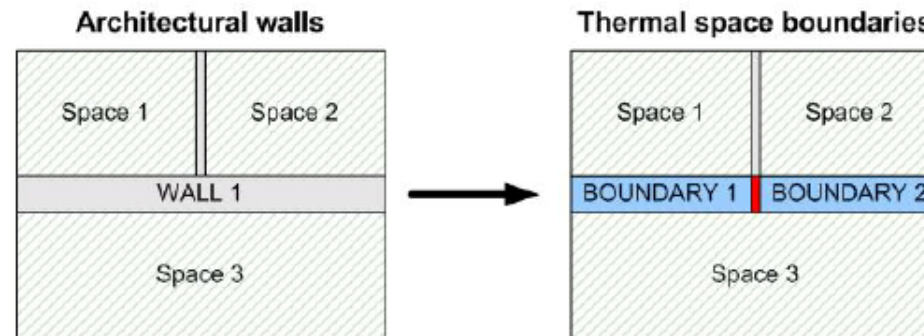 Architectural walls
Thermal space boundaries
Space 1
Space 2
Space 1
Space 2
WALL 1
BOUNDARY 1
BOUNDARY 2
Space 3
Space 3